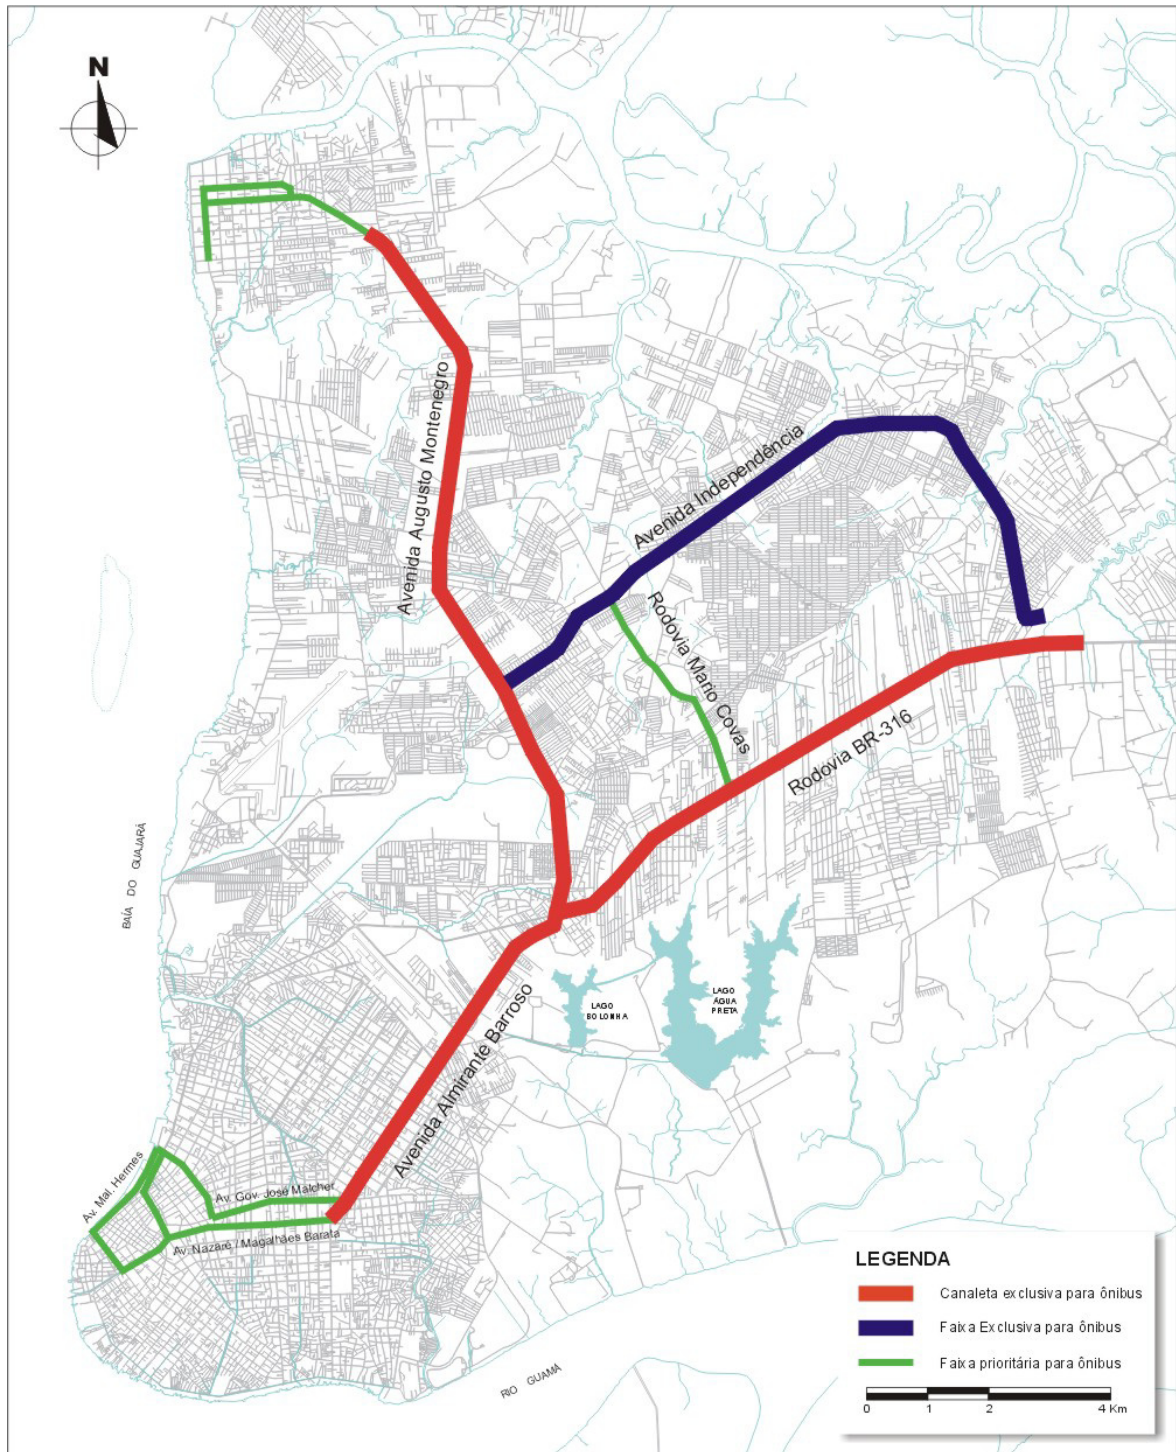 N
Avenida Augusto Montenegro
Avenida Independência
Rodovia Mario Covas
Rodovia BR-316
BAÍA DO GUAJARÁ
LAGO
BOLONHA
LAGO
ÁGUA
PRETA
Avenida Almirante Barroso
Av. Mal. Hermes
Av. Gov. José Malcher
Av. Nazaré / Magalhães Barata
RIO GUAMÁ
LEGENDA
Canaleta exclusiva para ônibus
Faixa Exclusiva para ônibus
Faixa prioritária para ônibus
0 1 2 4 Km